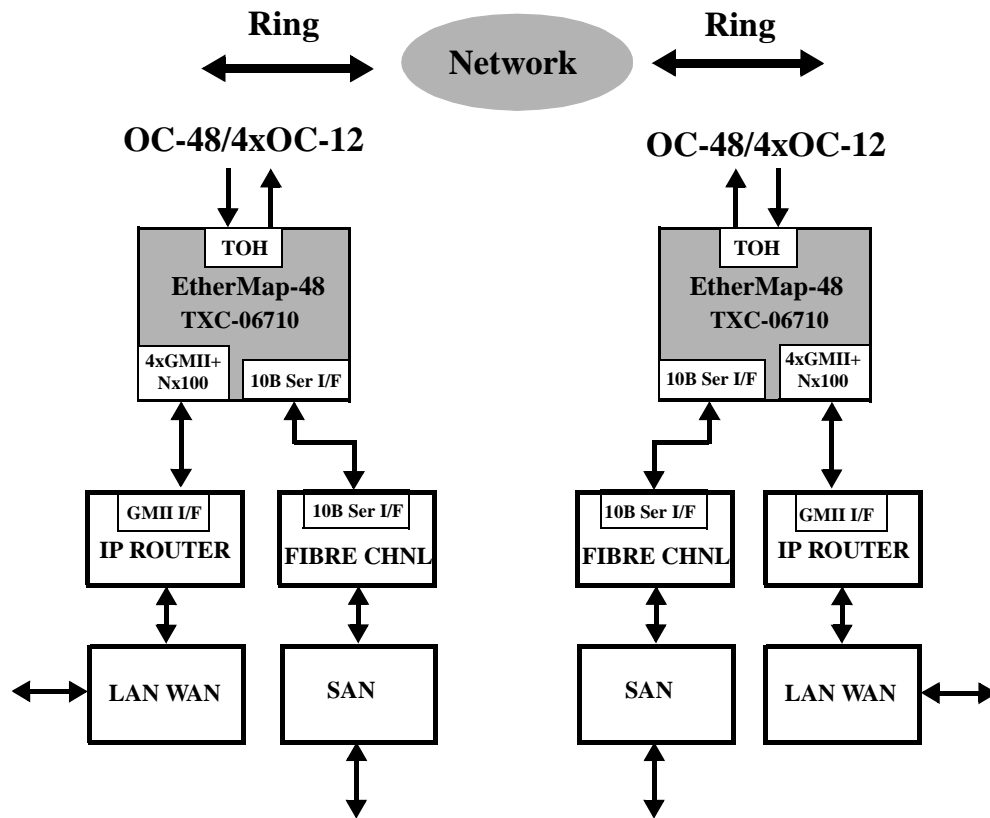 Ring
Network
Ring
OC-48/4xOC-12
OC-48/4xOC-12
TOH
EtherMap-48
TXC-06710
4xGMII+
Nx100
10B Ser I/F
TOH
EtherMap-48
TXC-06710
10B Ser I/F
4xGMII+
Nx100
GMII I/F
IP ROUTER
10B Ser I/F
FIBRE CHNL
10B Ser I/F
FIBRE CHNL
GMII I/F
IP ROUTER
LAN WAN
SAN
SAN
LAN WAN